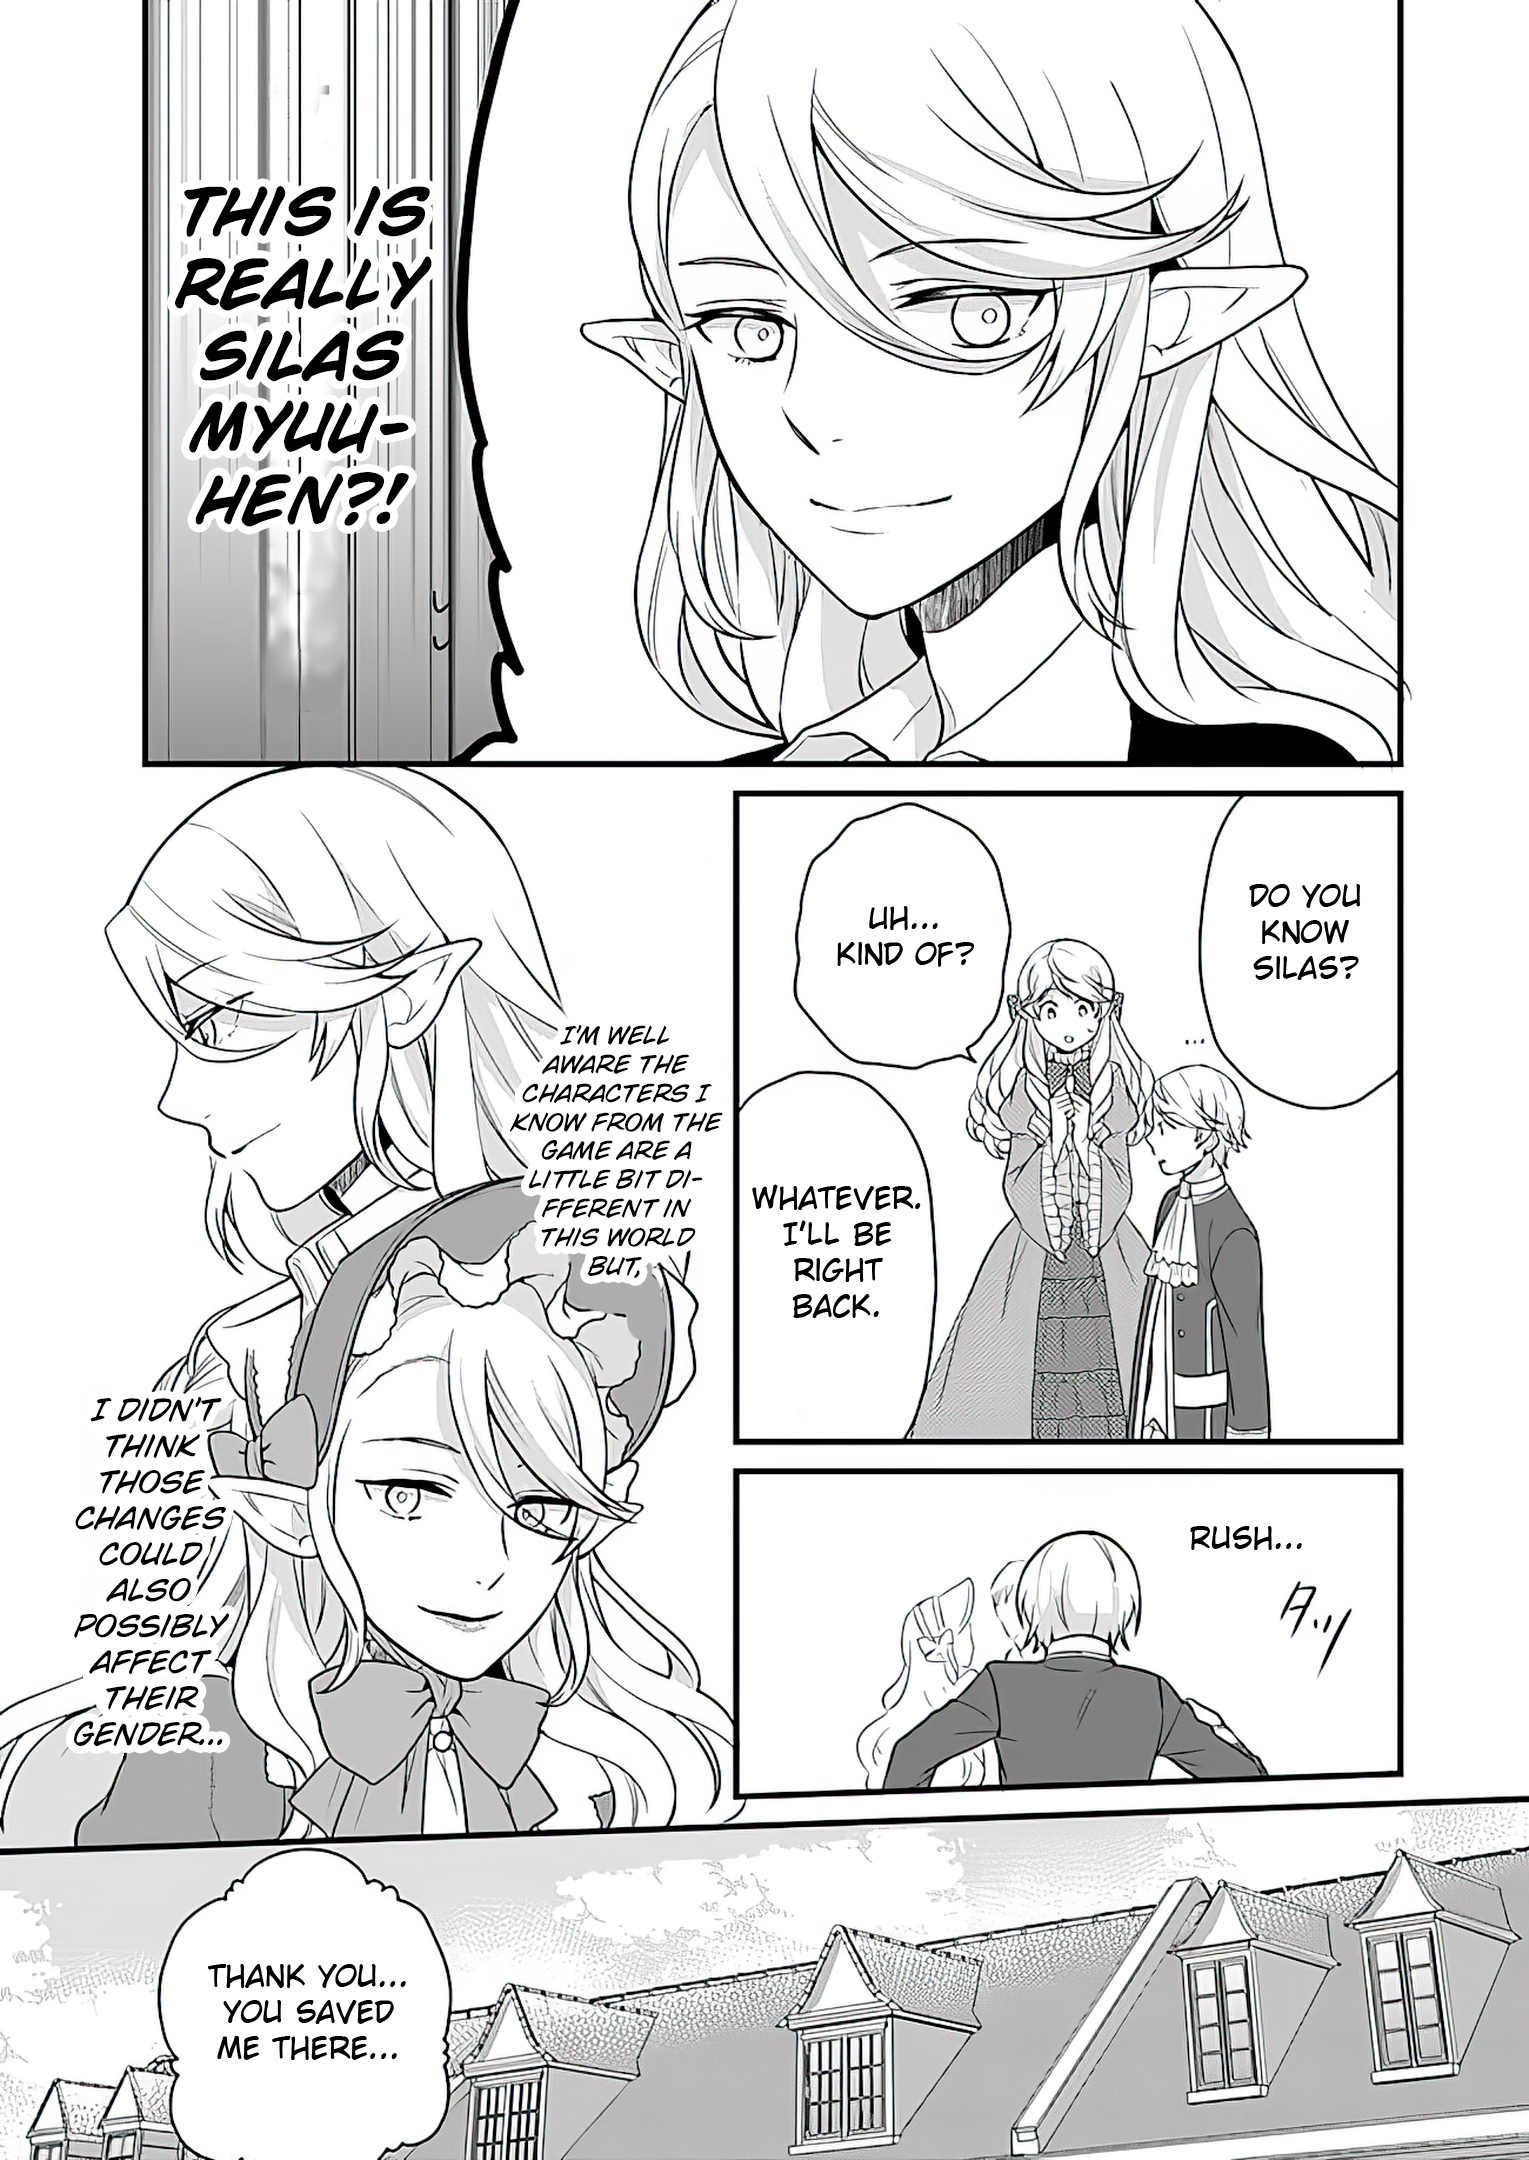 THIS IS
REALLY
SILAS
MYUU-
HEN?!
DO YOU
KNOW
SILAS?
UH...
KIND OF?
...
WHATEVER.
I'LL BE
RIGHT
BACK.
I'M WELL
AWARE THE
CHARACTERS I
KNOW FROM THE
GAME ARE A
LITTLE BIT DI-
FFERENT IN
THIS WORLD
BUT,
I DIDN'T
THINK
THOSE
CHANGES
COULD
ALSO
POSSIBLY
AFFECT
THEIR
GENDER...
RUSH...
タッ
THANK YOU...
YOU SAVED
ME THERE...